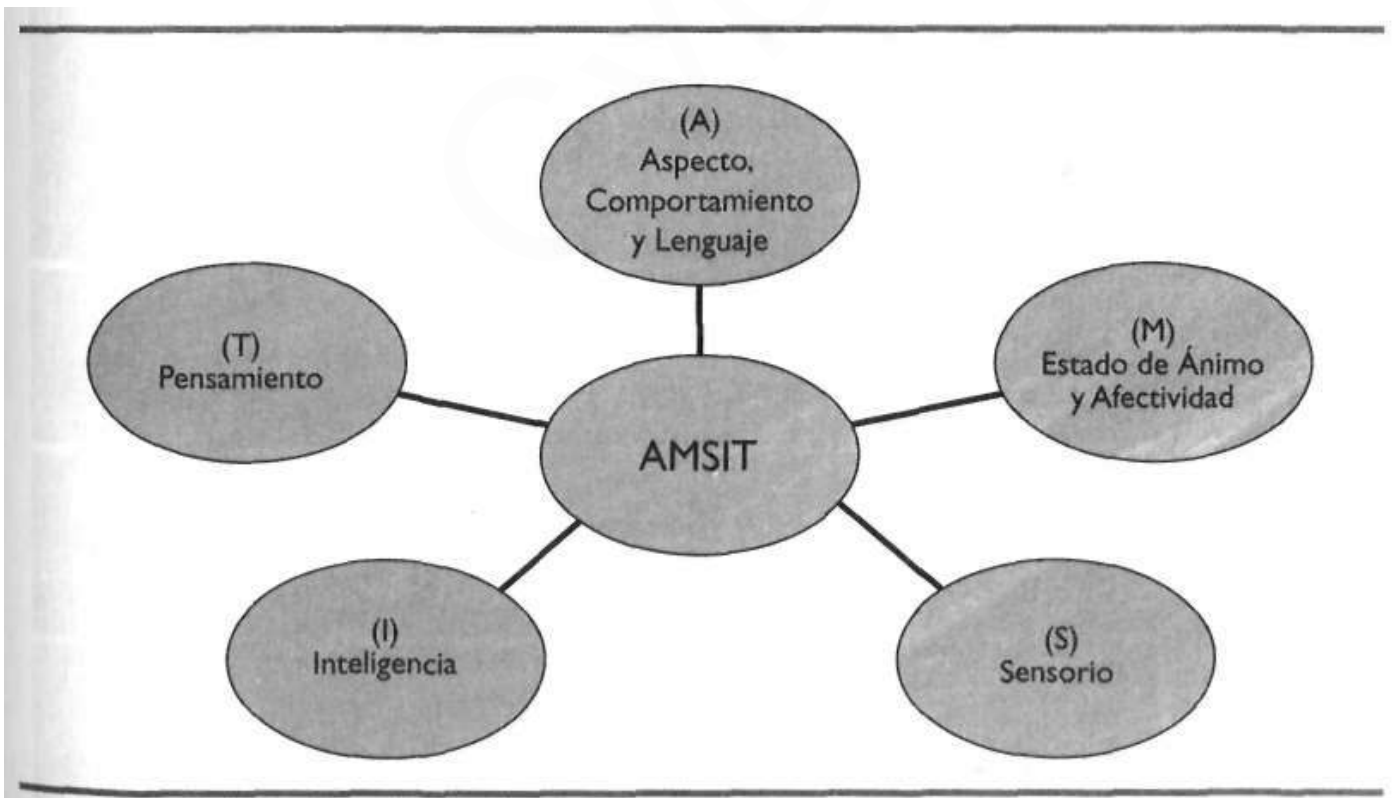 (A)
Aspecto,
Comportamiento
y Lenguaje
(T)
Pensamiento
(M)
Estado de Ánimo
y Afectividad
AMSIT
(I)
Inteligencia
(S)
Sensorio